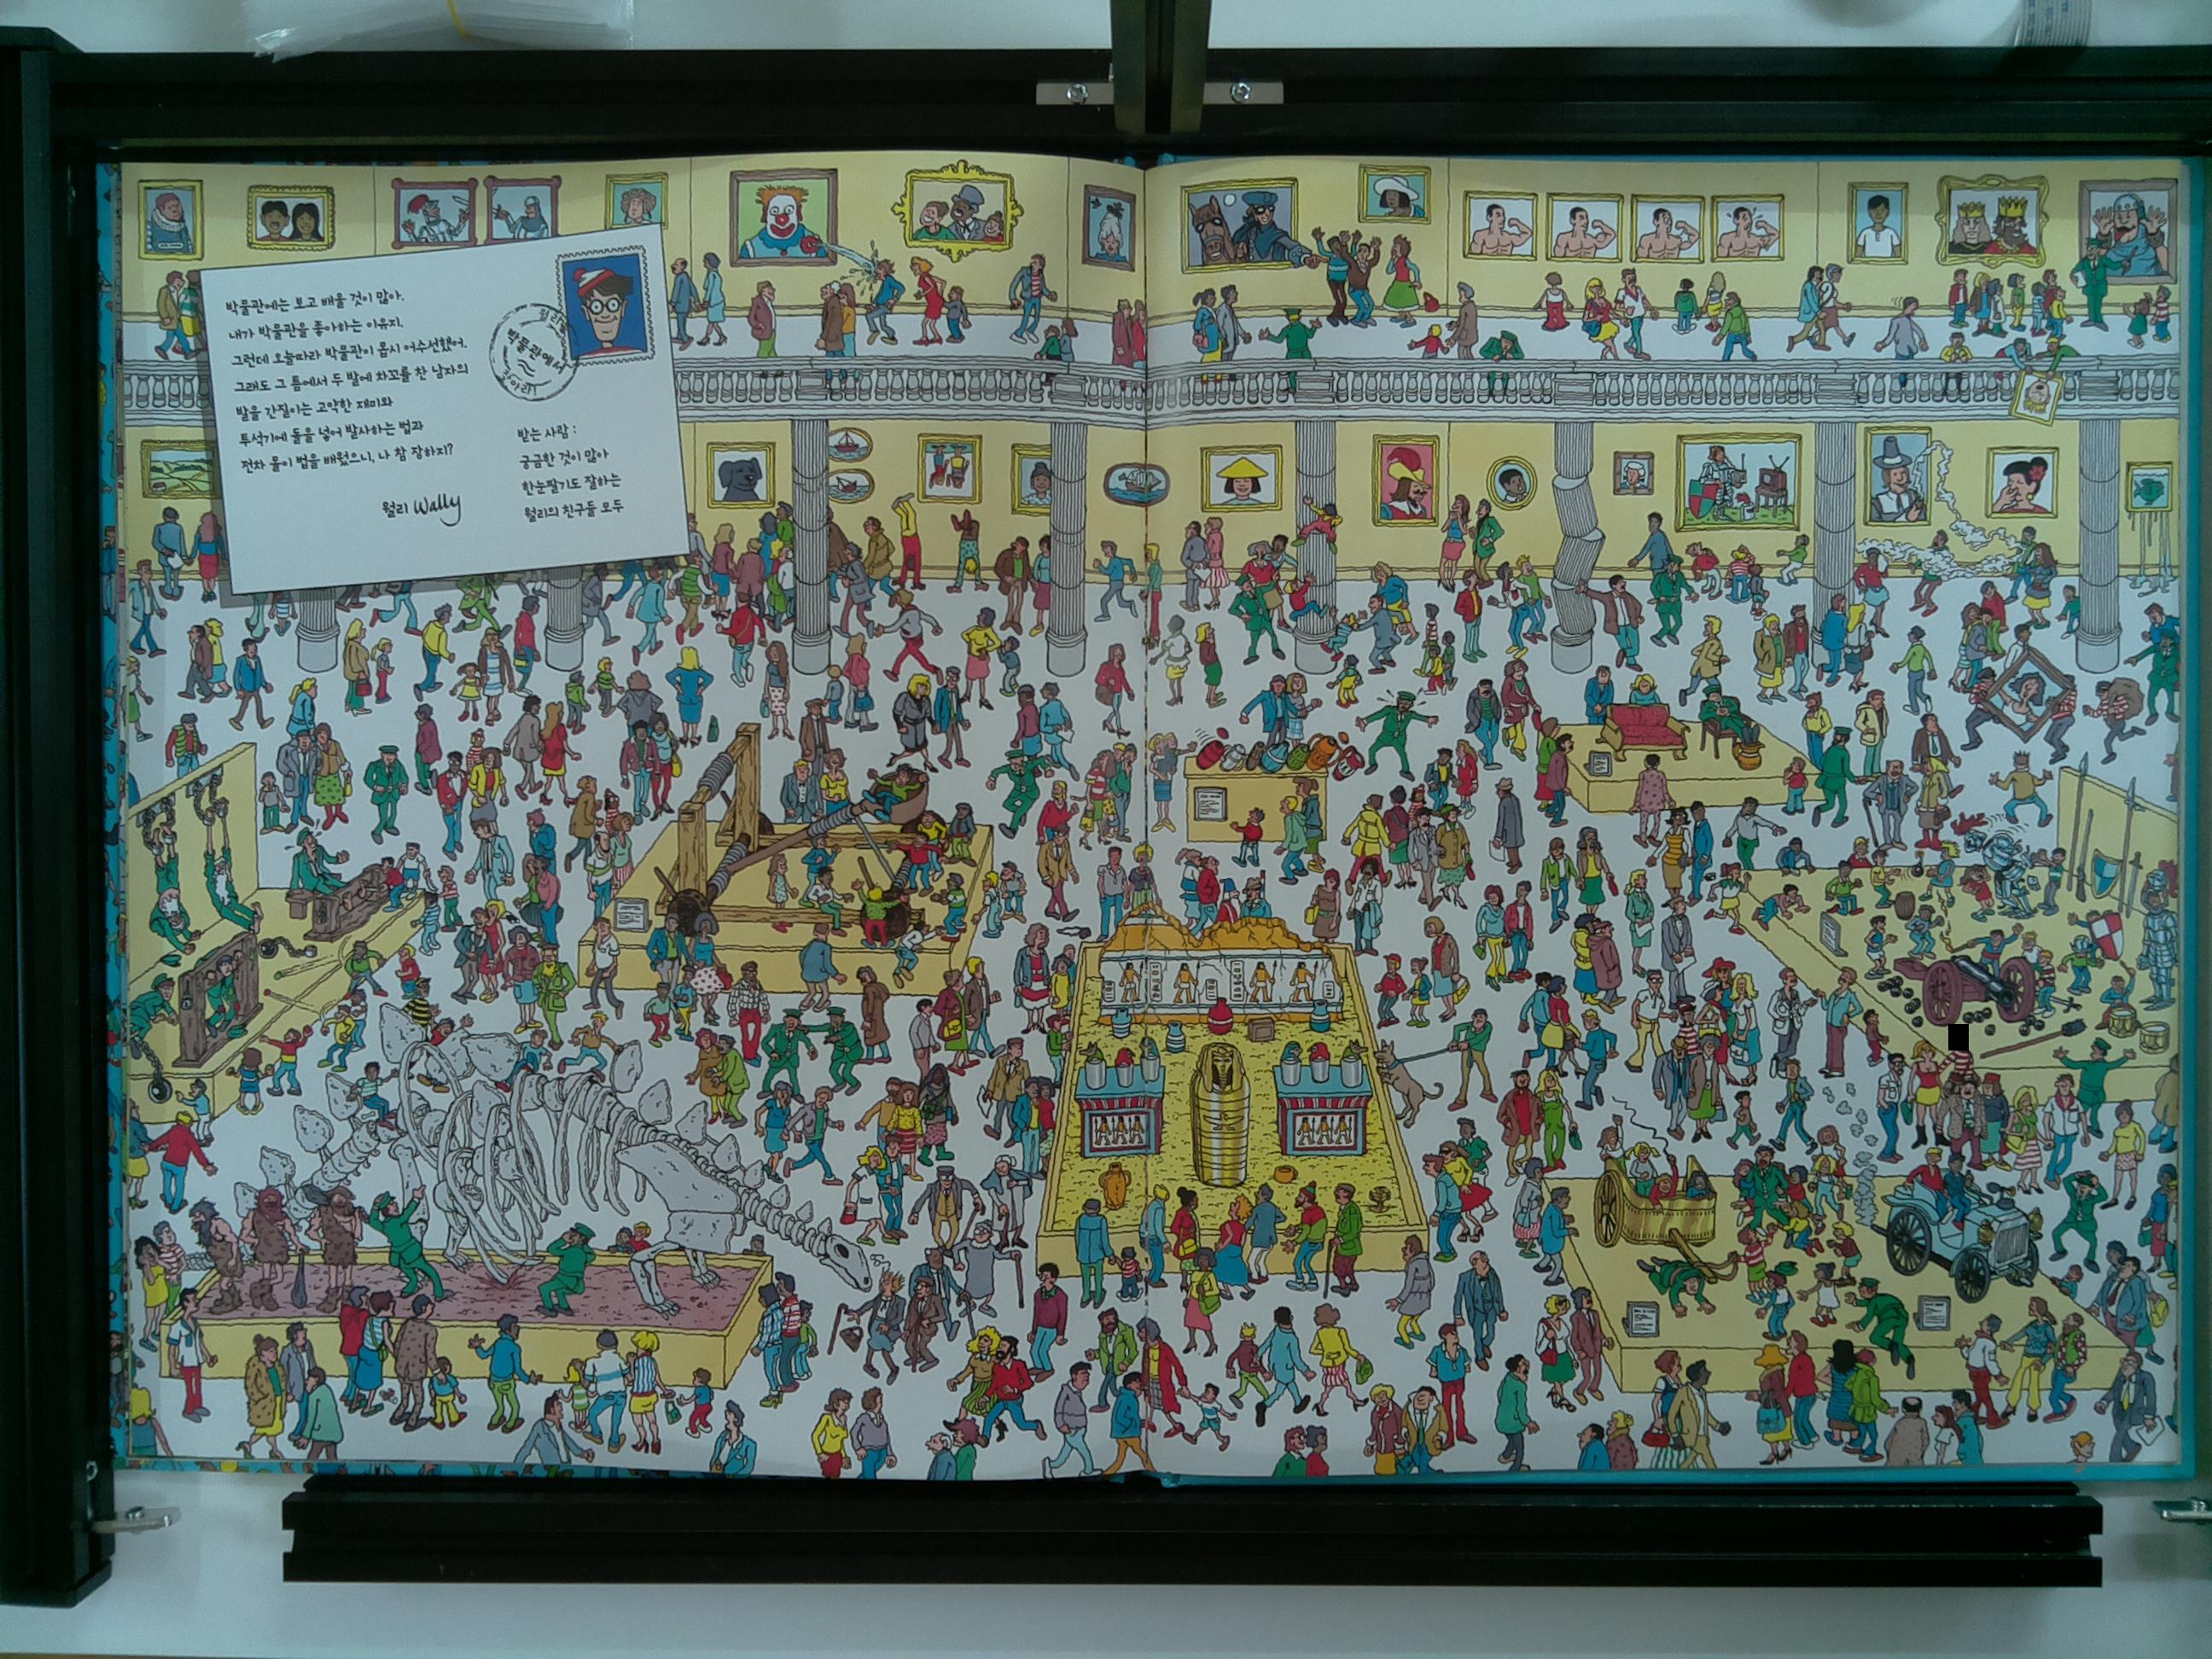 박물관에는 보고 배울 것이 많아.
내가 박물관을 좋아하는 이유지.
그런데 오늘따라 박물관이 몹시 어수선했어.
그래도 그 틈에서 두 발에 차꼬를 찬 남자의
발을 간질이는 고약한 재미와
투석기에 돌을 넣어 발사하는 법과
전차 몰이 법을 배웠으니, 나 참 장하지?
월리 Wally
박물관에서
받는 사람 :
궁금한 것이 많아
한눈팔기도 잘하는
월리의 친구들 모두